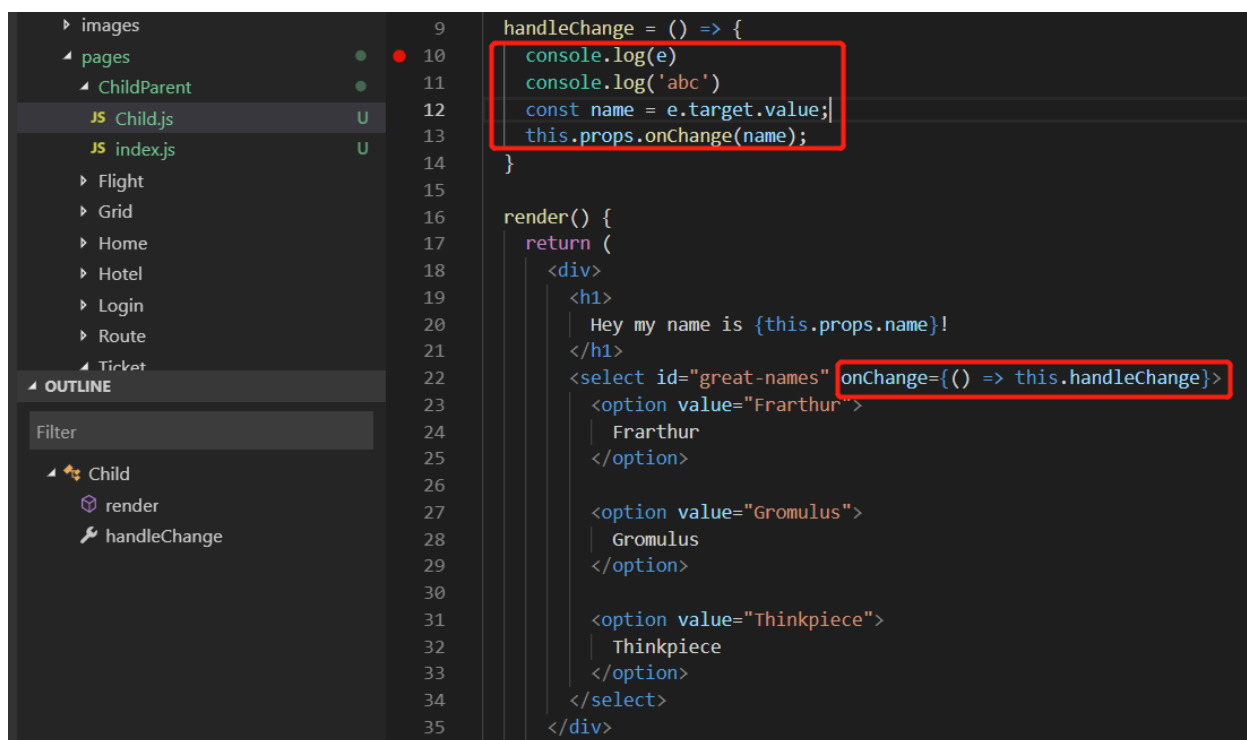 images
pages
ChildParent
JS Child.js U
JS index.js U
Flight
Grid
Home
Hotel
Login
Route
Ticket
OUTLINE
Filter
Child
render
handleChange
9 handleChange = () => {
10 console.log(e)
11 console.log('abc')
12 const name = e.target.value;
13 this.props.onChange(name);
14 }
15
16 render() {
17 return (
18 <div>
19 <h1>
20 Hey my name is {this.props.name}!
21 </h1>
22 <select id="great-names" onChange={() => this.handleChange}>
23 <option value="Frarthur">
24 Frarthur
25 </option>
26
27 <option value="Gromulus">
28 Gromulus
29 </option>
30
31 <option value="Thinkpiece">
32 Thinkpiece
33 </option>
34 </select>
35 </div>